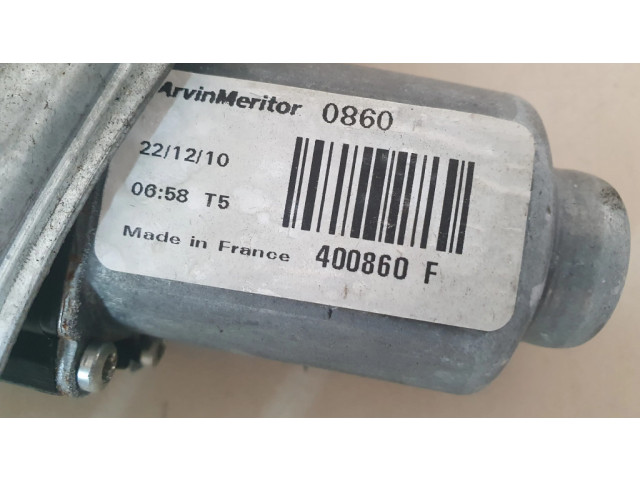 ArvinMeritor 0860
22/12/10
06:58 T5
Made in France 400860 F